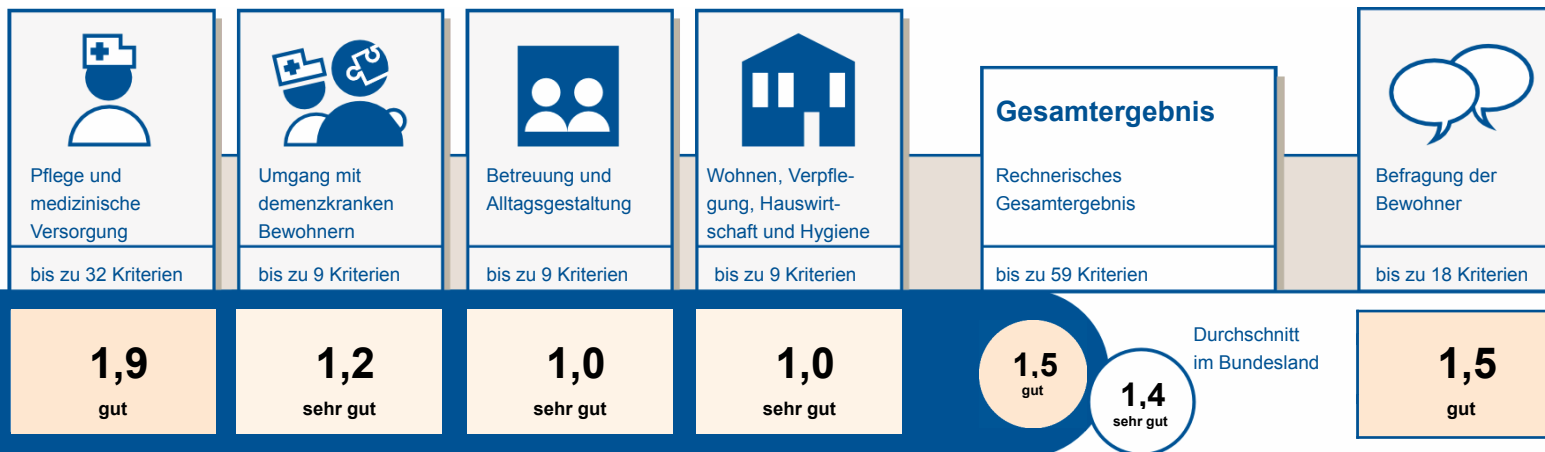 Pflege und
medizinische
Versorgung
bis zu 32 Kriterien
1,9
gut
Umgang mit
demenzkranken
Bewohnern
bis zu 9 Kriterien
1,2
sehr gut
Betreuung und
Alltagsgestaltung
bis zu 9 Kriterien
1,0
sehr gut
Wohnen, Verpfle-
gung, Hauswirt-
schaft und Hygiene
bis zu 9 Kriterien
1,0
sehr gut
Gesamtergebnis
Rechnerisches
Gesamtergebnis
bis zu 59 Kriterien
1,5
gut
1,4
sehr gut
Durchschnitt
im Bundesland
Befragung der
Bewohner
bis zu 18 Kriterien
1,5
gut